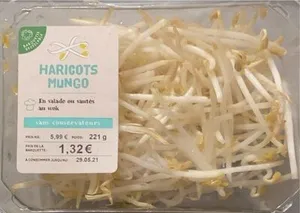 HARICOTS
MUNGO
En salade ou sautés
au wok
sans conservateurs
PRIX/KG: 5,99 € POIDS: 221 g
PRIX DE LA
BARQUETTE: 1,32 €
À CONSOMMER JUSQU'AU: 29.05.21